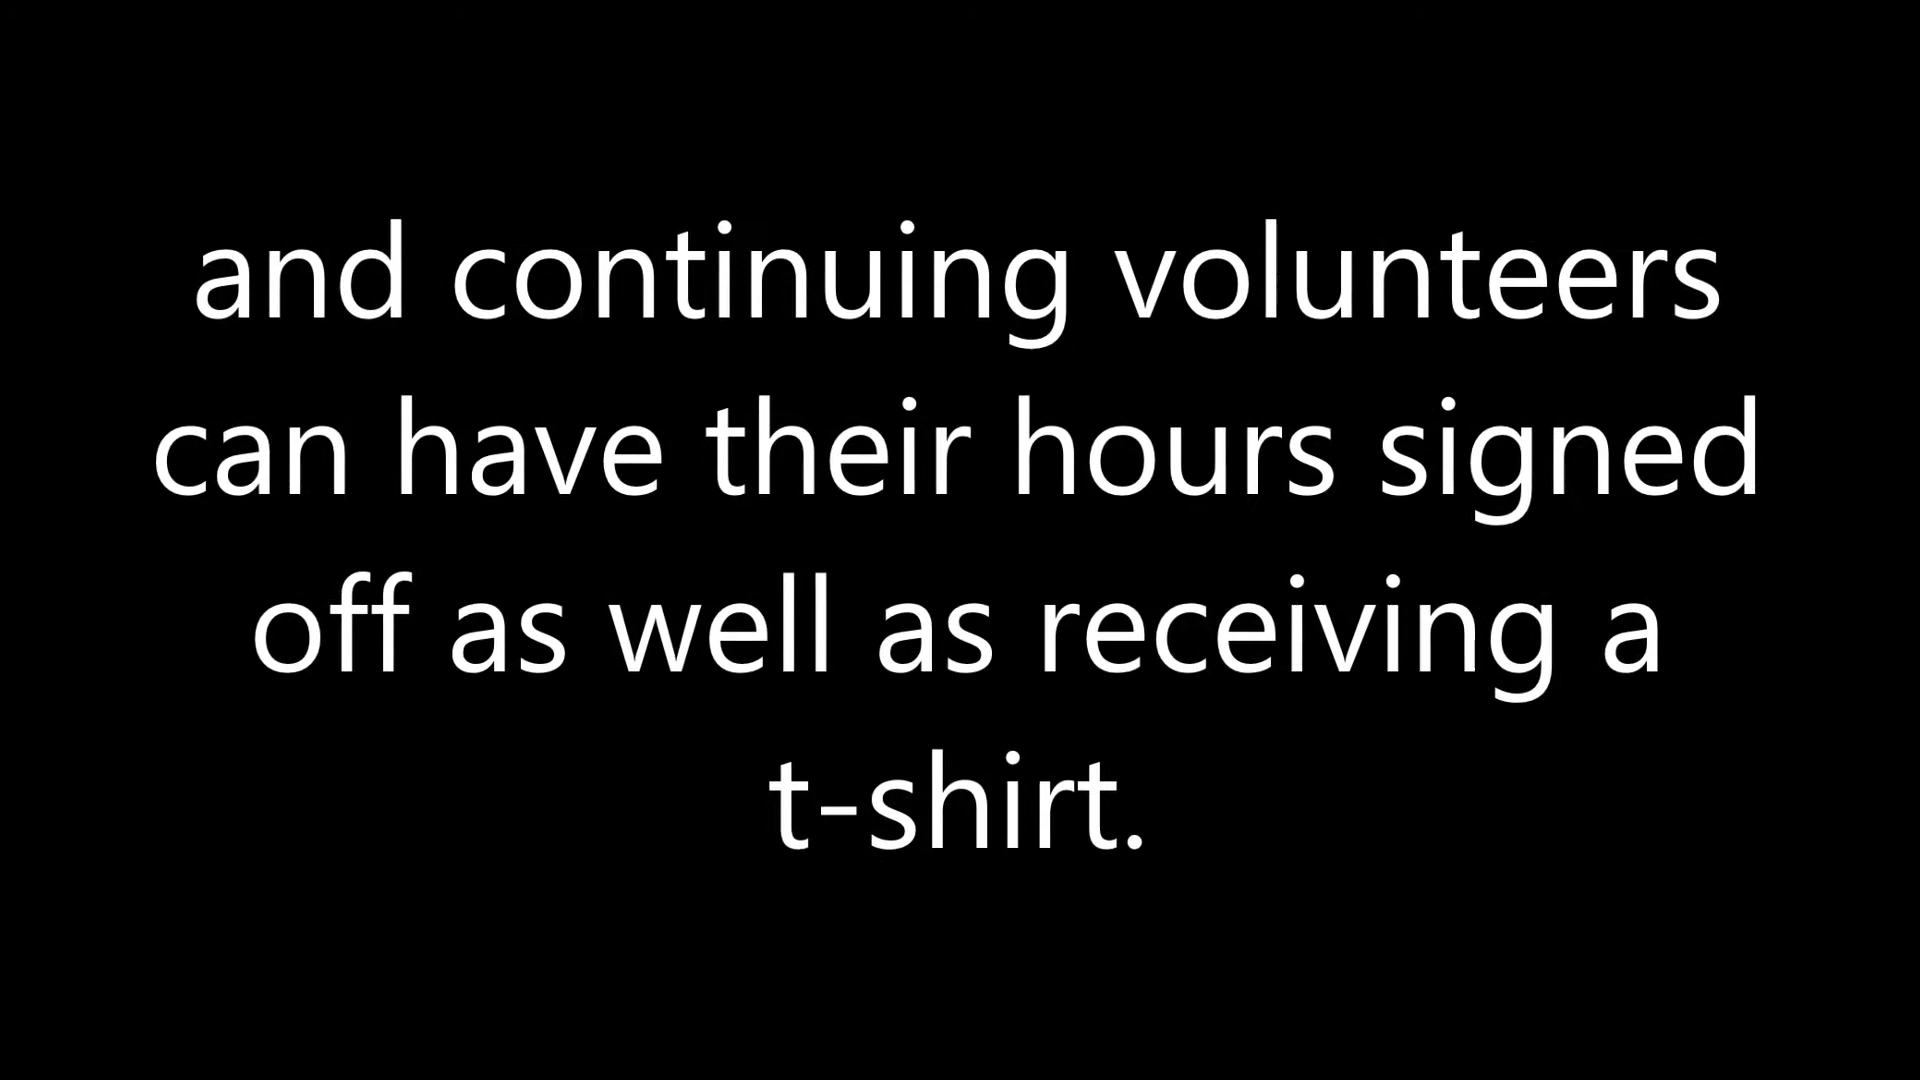 and continuing volunteers
can have their hours signed
off as well as receiving a
t-shirt.